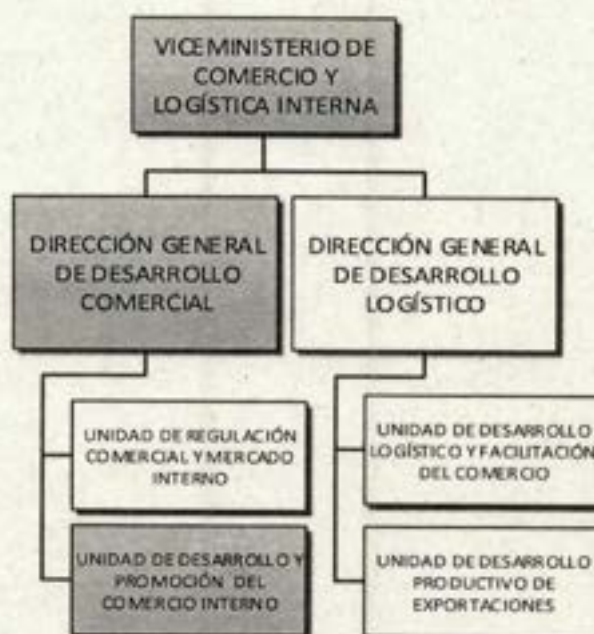 VICEMINISTERIO DE
COMERCIO Y
LOGÍSTICA INTERNA
DIRECCIÓN GENERAL
DE DESARROLLO
COMERCIAL
DIRECCIÓN GENERAL
DE DESARROLLO
LOGÍSTICO
UNIDAD DE REGULACIÓN
COMERCIAL Y MERCADO
INTERNO
UNIDAD DE DESARROLLO Y
PROMOCIÓN DEL
COMERCIO INTERNO
UNIDAD DE DESARROLLO
LOGÍSTICO Y FACILITACIÓN
DEL COMERCIO
UNIDAD DE DESARROLLO
PRODUCTIVO DE
EXPORTACIONES